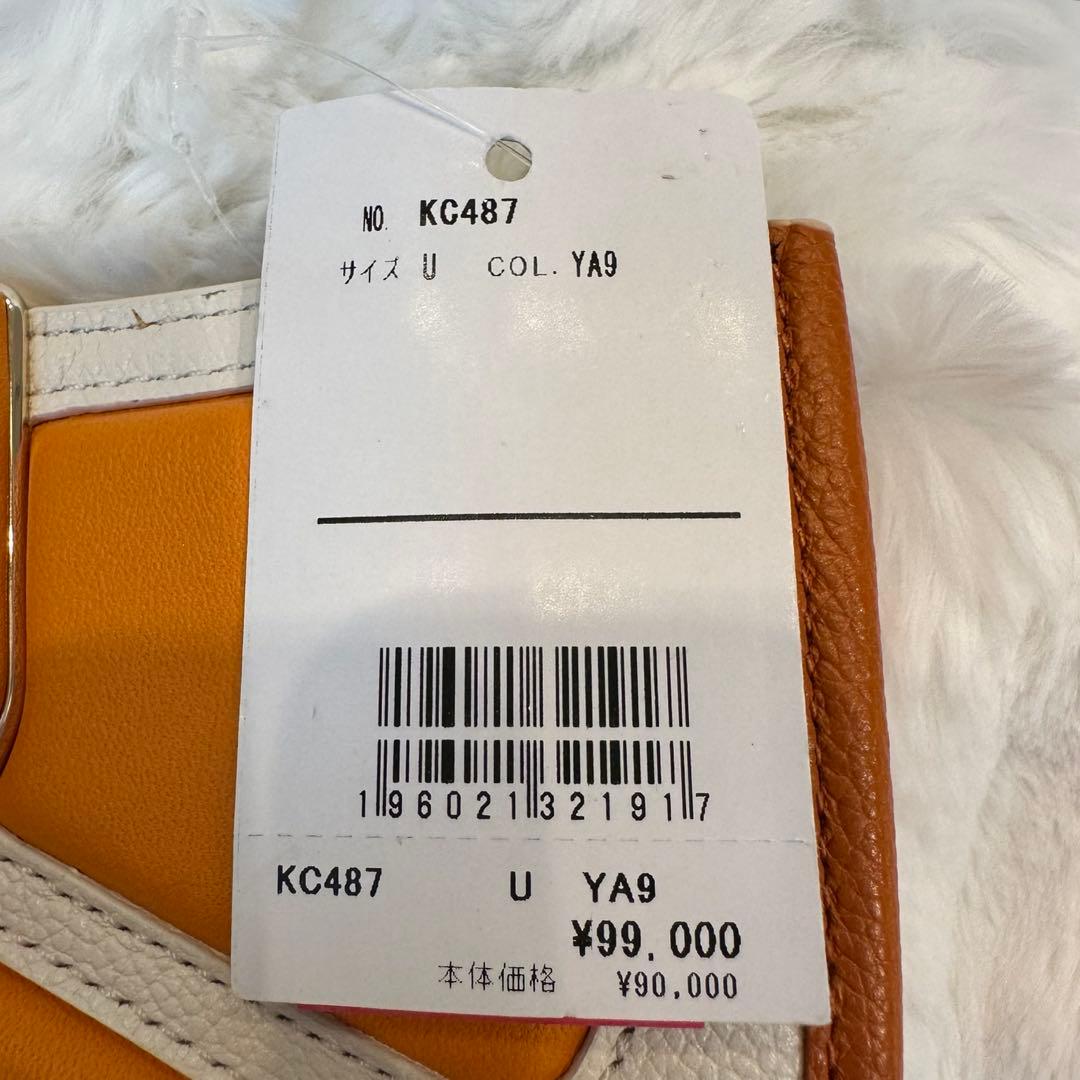 NO. KC487
サイズ U COL. YA9
196021321917
KC487 U YA9
¥99,000
本体価格 ¥90,000